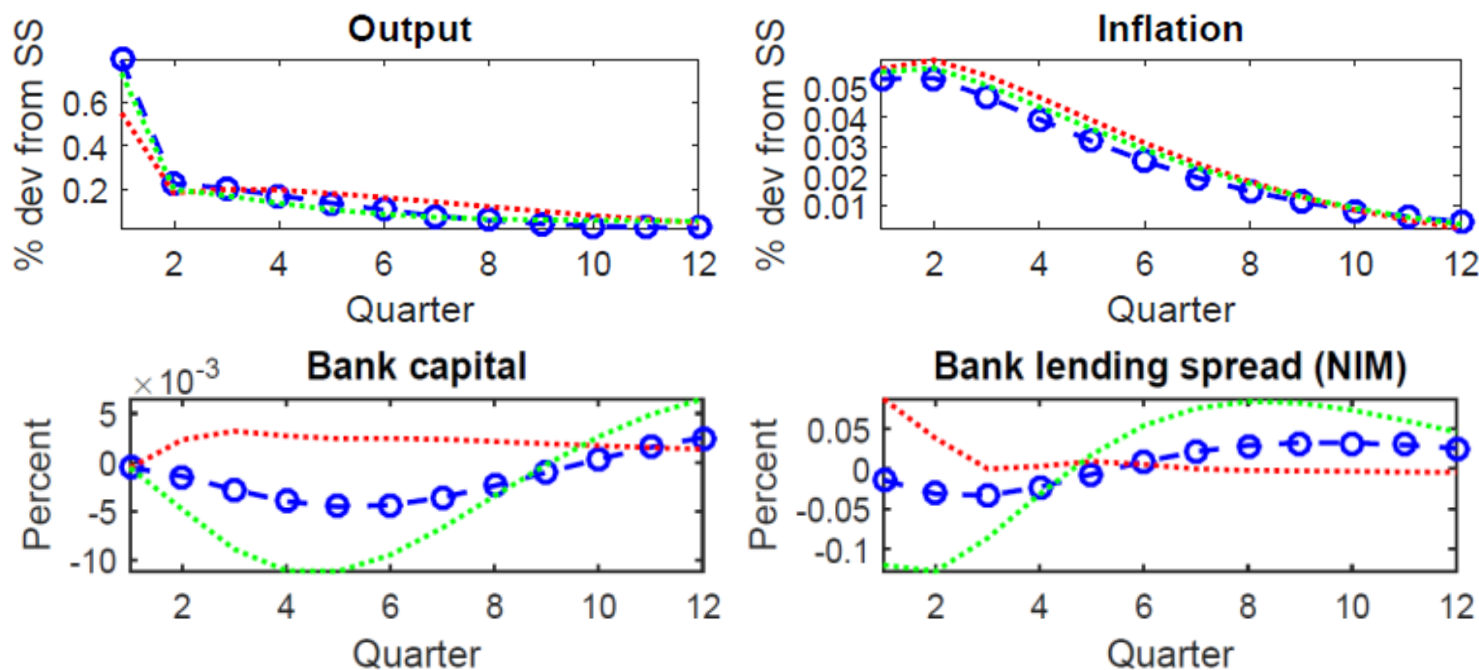 Output
% dev from SS
0.6
0.4
0.2
2 4 6 8 10 12
Quarter
Inflation
% dev from SS
0.05
0.04
0.03
0.02
0.01
2 4 6 8 10 12
Quarter
Bank capital
× 10⁻³
Percent
5
0
-5
-10
2 4 6 8 10 12
Quarter
Bank lending spread (NIM)
Percent
0.05
0
-0.05
-0.1
2 4 6 8 10 12
Quarter